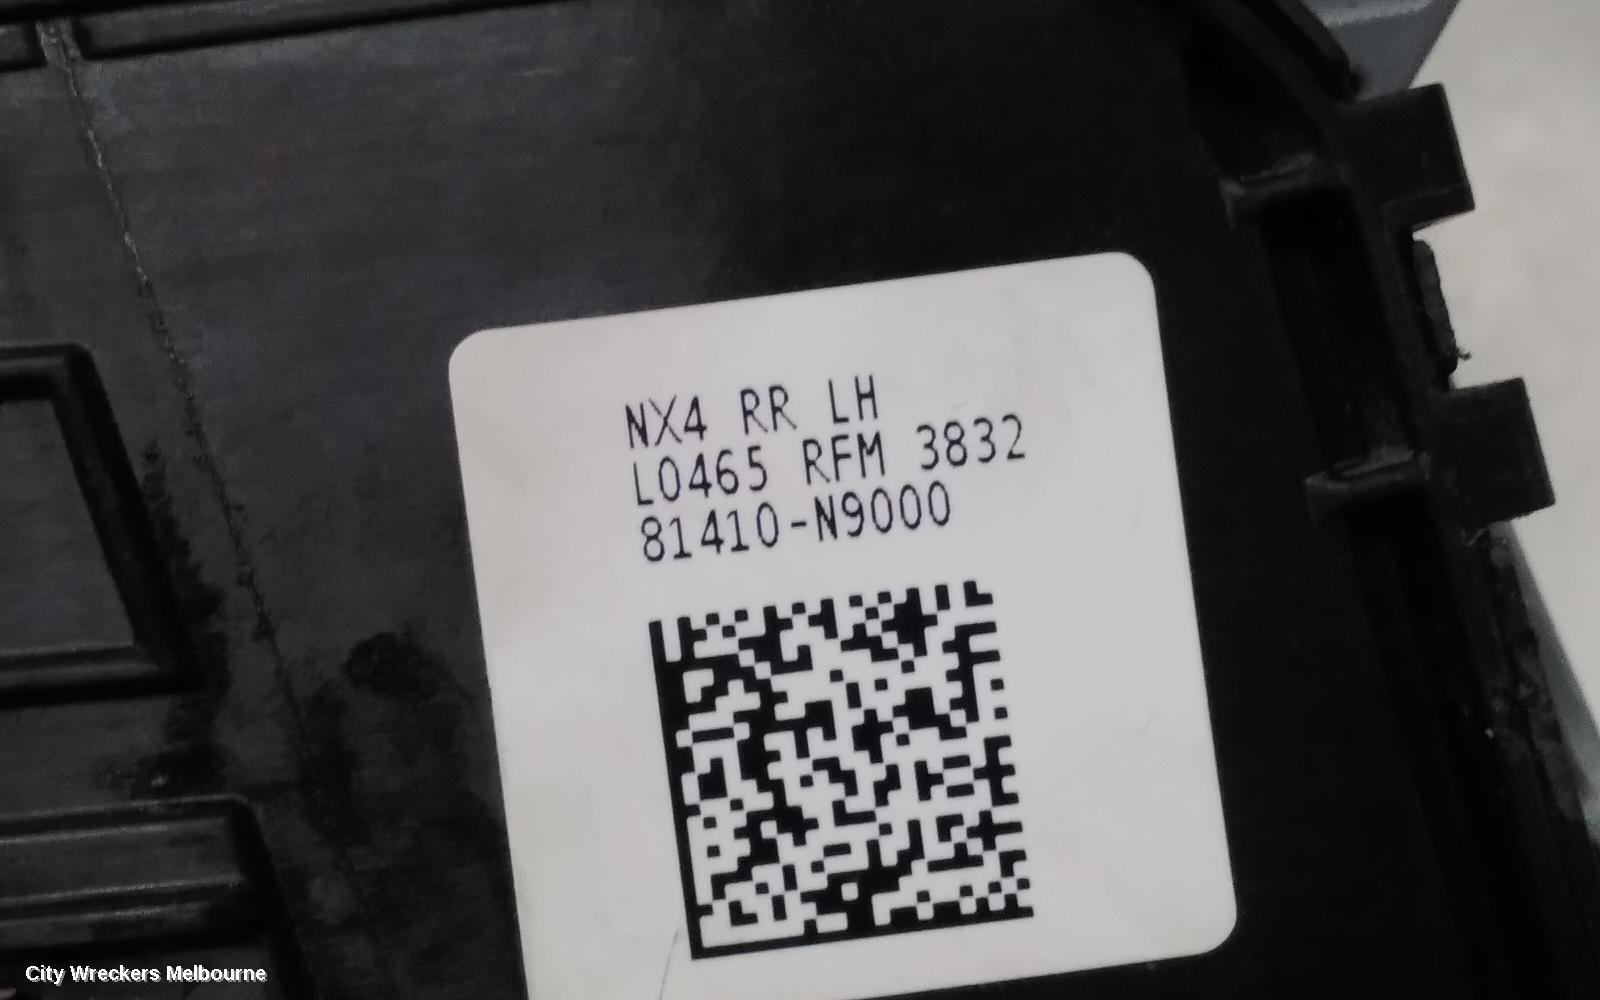 NX4 RR LH
L0465 RFM 3832
81410-N9000
City Wreckers Melbourne